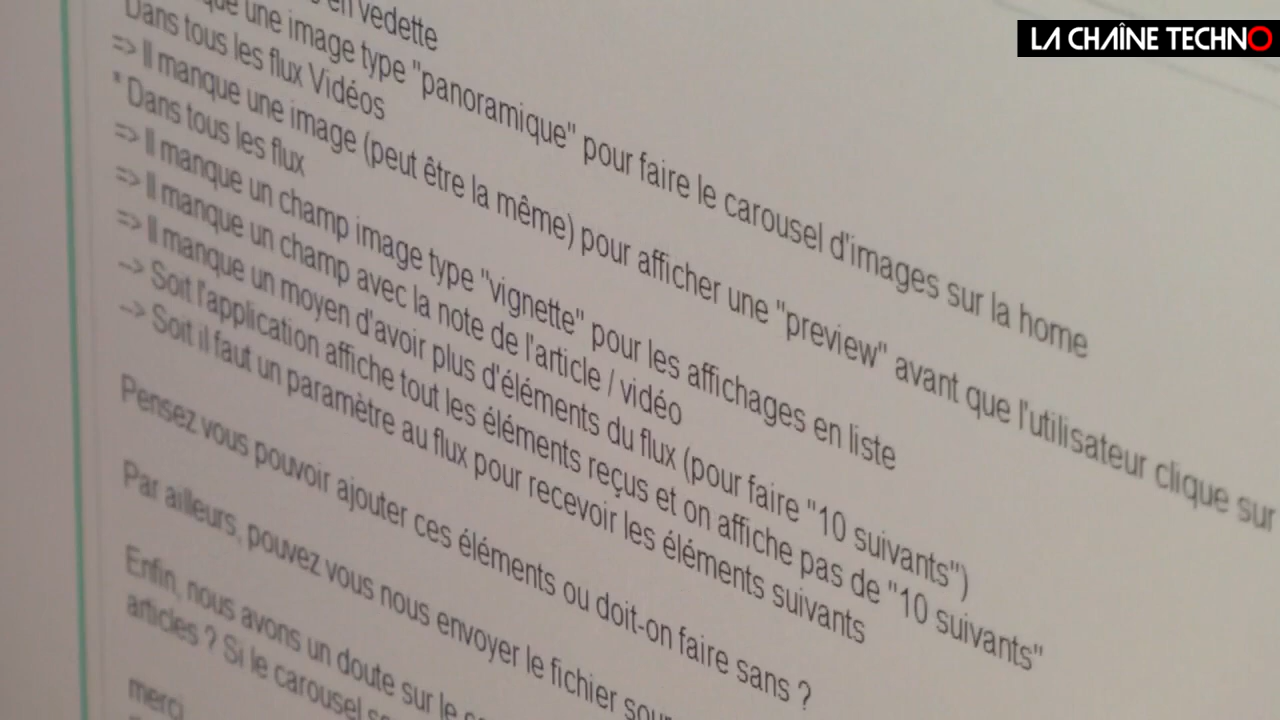 LA CHAÎNE TECHNO
en vedette
une image type "panoramique" pour faire le carousel d'images sur la home
Dans tous les flux Vidéos
=> Il manque une image (peut être la même) pour afficher une "preview" avant que l'utilisateur clique sur
* Dans tous les flux
=> Il manque un champ image type "vignette" pour les affichages en liste
=> Il manque un champ avec la note de l'article / vidéo
=> Il manque un moyen d'avoir plus d'éléments du flux (pour faire "10 suivants")
--> Soit l'application affiche tout les éléments reçus et on affiche pas de "10 suivants"
--> Soit il faut un paramètre au flux pour recevoir les éléments suivants
Pensez vous pouvoir ajouter ces éléments ou doit-on faire sans ?
Par ailleurs, pouvez vous nous envoyer le fichier
Enfin, nous avons un doute sur le
articles ? Si le carousel
merci